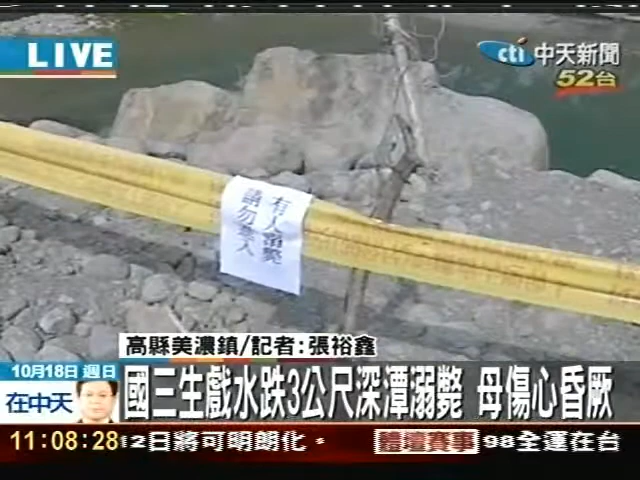 LIVE
cti 中天新聞
52台
有人溺斃
請勿靠人
高縣美濃鎮/記者:張裕鑫
10月18日 週日
在中天
國三生戲水跌3公尺深潭溺斃 母傷心昏厥
11:08:28
12日將可明朗化。
體壇賽事 98全運在台